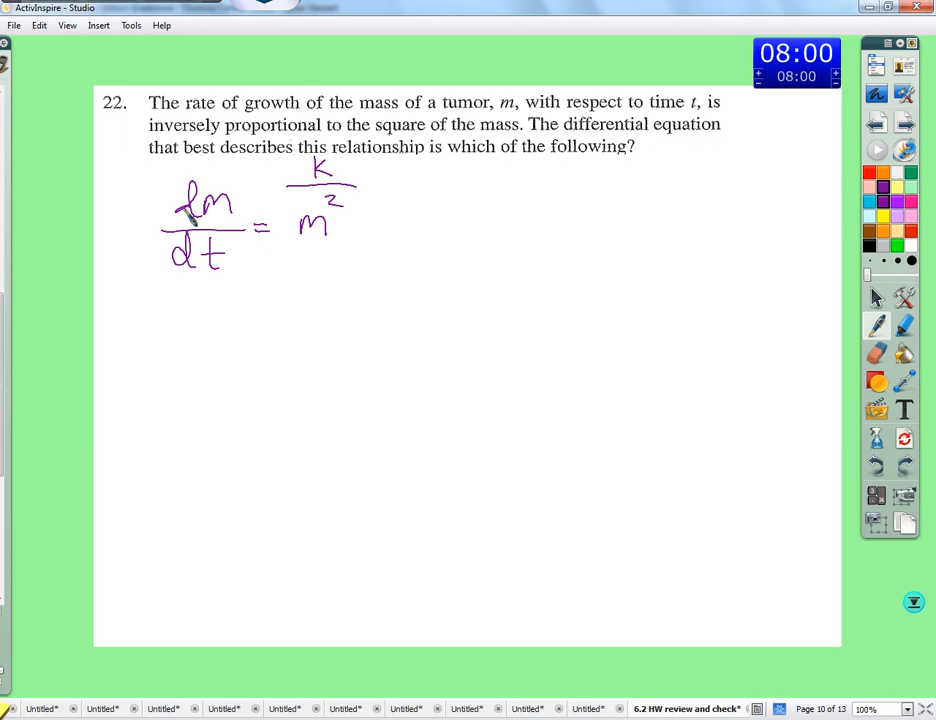 ActivInspire - Studio
File Edit View Insert Tools Help
08:00
08:00
22. The rate of growth of the mass of a tumor, m, with respect to time t, is
inversely proportional to the square of the mass. The differential equation
that best describes this relationship is which of the following?
dm/dt = k/m²
Untitled* Untitled* Untitled* Untitled* Untitled* Untitled* Untitled* Untitled* Untitled* Untitled* 6.2 HW review and check* Page 10 of 13 100%